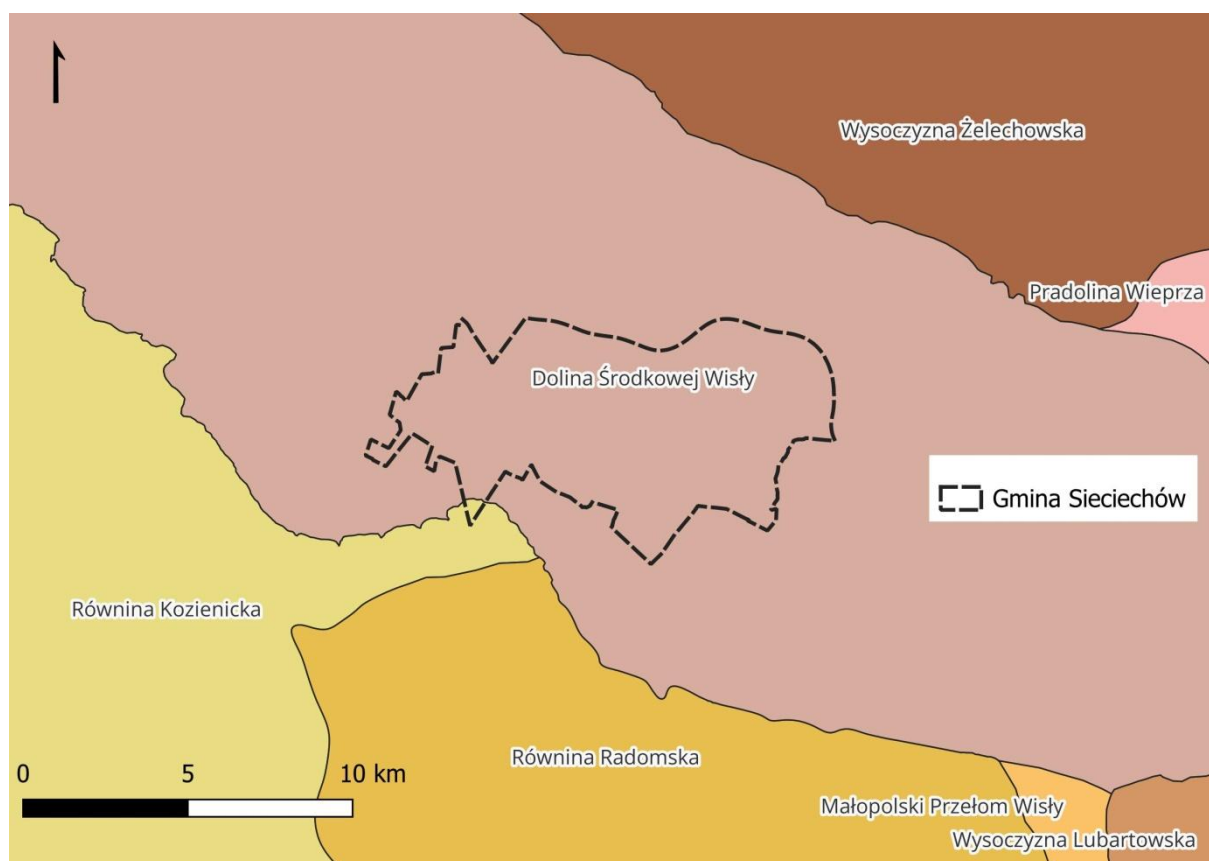 Wysoczyzna Żelechowska
Pradolina Wieprza
Dolina Środkowej Wisły
Gmina Sieciechów
Równina Kozienicka
Równina Radomska
0 5 10 km
Małopolski Przełom Wisły
Wysoczyzna Lubartowska